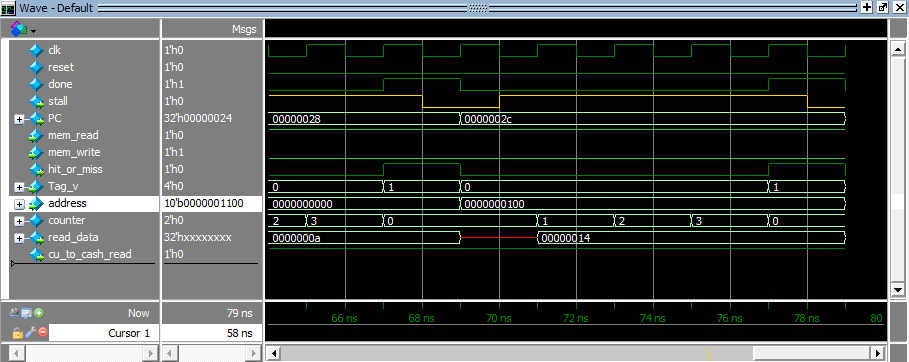 Wave - Default
Msgs
clk 1'h0
reset 1'h0
done 1'h1
stall 1'h0
PC 32'h00000024 00000028 0000002c
mem_read 1'h0
mem_write 1'h1
hit_or_miss 1'h0
Tag_v 4'h0 0 1 0 1
address 10'b0000001100 0000000000 0000000100
counter 2'h0 2 3 0 1 2 3 0
read_data 32'hxxxxxxxx 0000000a 00000014
cu_to_cash_read 1'h0
Now 79 ns 66 ns 68 ns 70 ns 72 ns 74 ns 76 ns 78 ns 80
Cursor 1 58 ns